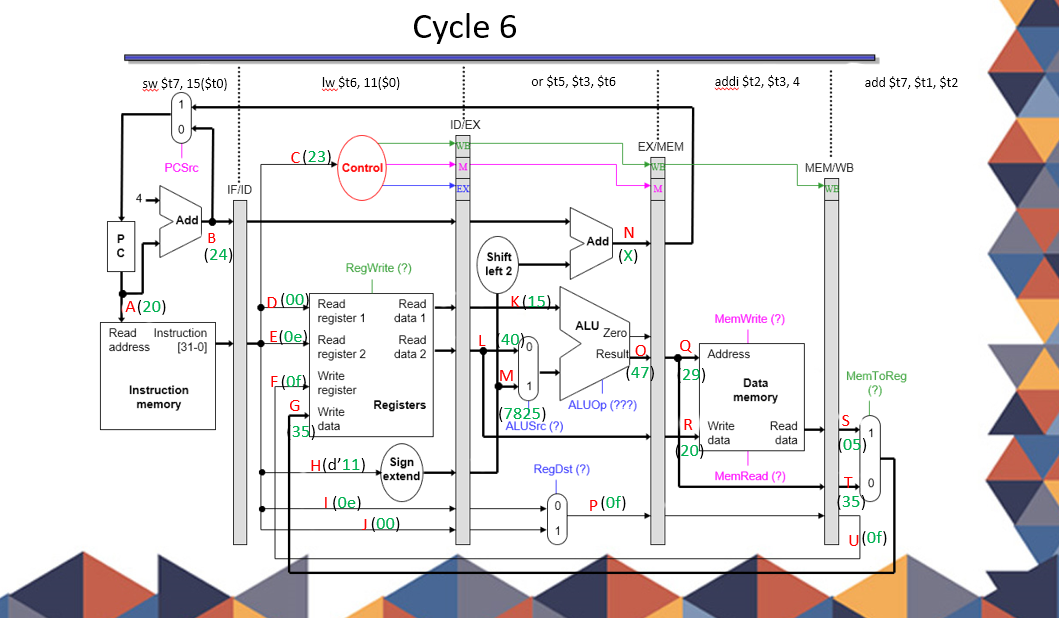 Cycle 6
sw $t7, 15($t0)
lw $t6, 11($0)
or $t5, $t3, $t6
addi $t2, $t3, 4
add $t7, $t1, $t2
1
0
PCSrc
ID/EX
EX/MEM
MEM/WB
IF/ID
C (23)
Control
WB
M
EX
WB
M
WB
4
Add
P
C
B
(24)
A(20)
Add
N
(X)
Shift
left 2
RegWrite (?)
Read
address
Instruction
[31-0]
Instruction
memory
D (00)
E(0e)
F (0f)
G
(35)
Read
register 1
Read
data 1
Read
register 2
Read
data 2
Write
register
Write
data
Registers
K(15)
L
(40)
0
M
1
(7825)
ALUSrc (?)
ALU
Zero
Result
O
(47)
ALUOp (???)
MemWrite (?)
Q
(29)
Address
Data
memory
R
(20)
Write
data
Read
data
MemRead (?)
MemToReg
(?)
S
(05)
1
T
0
(35)
H(d'11)
Sign
extend
RegDst (?)
I (0e)
0
P (0f)
J (00)
1
U (0f)